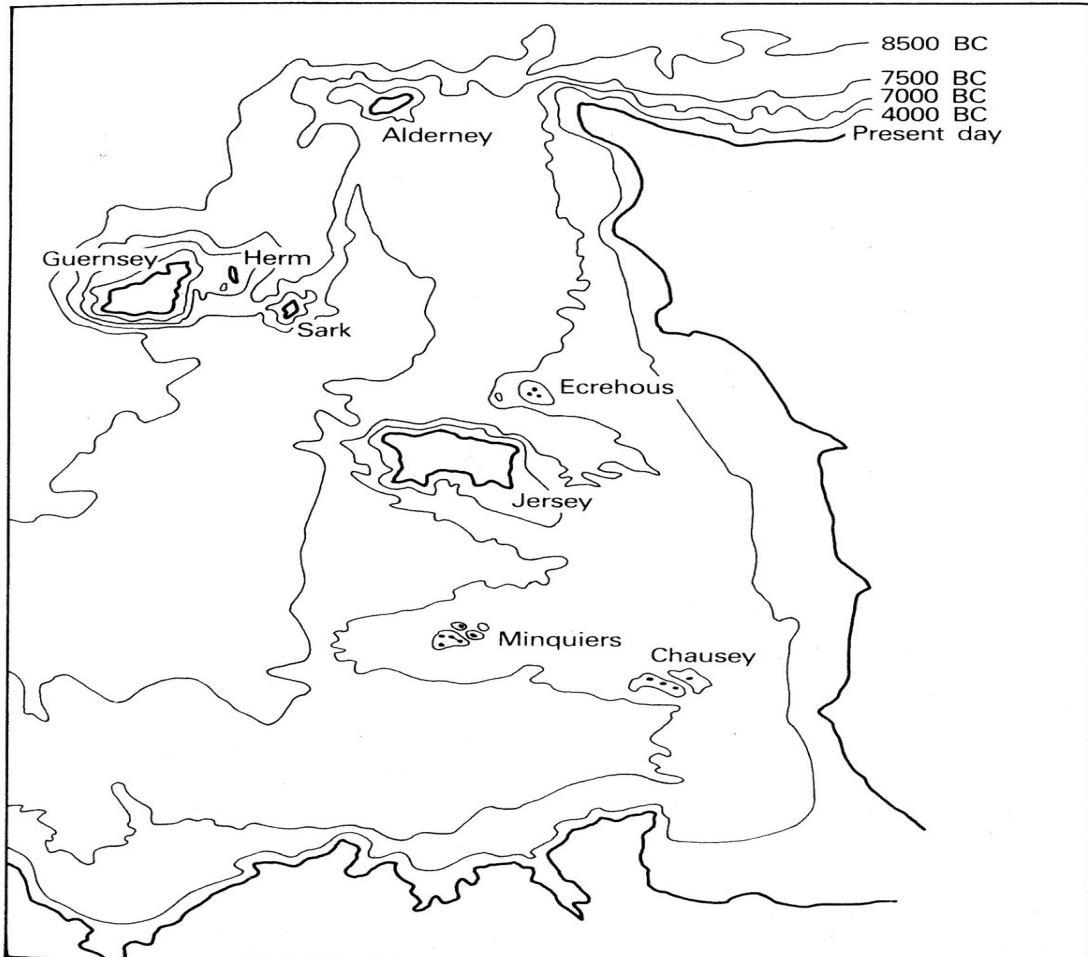 8500 BC
7500 BC
7000 BC
4000 BC
Present day
Alderney
Guernsey
Herm
Sark
Ecrehous
Jersey
Minquiers
Chausey